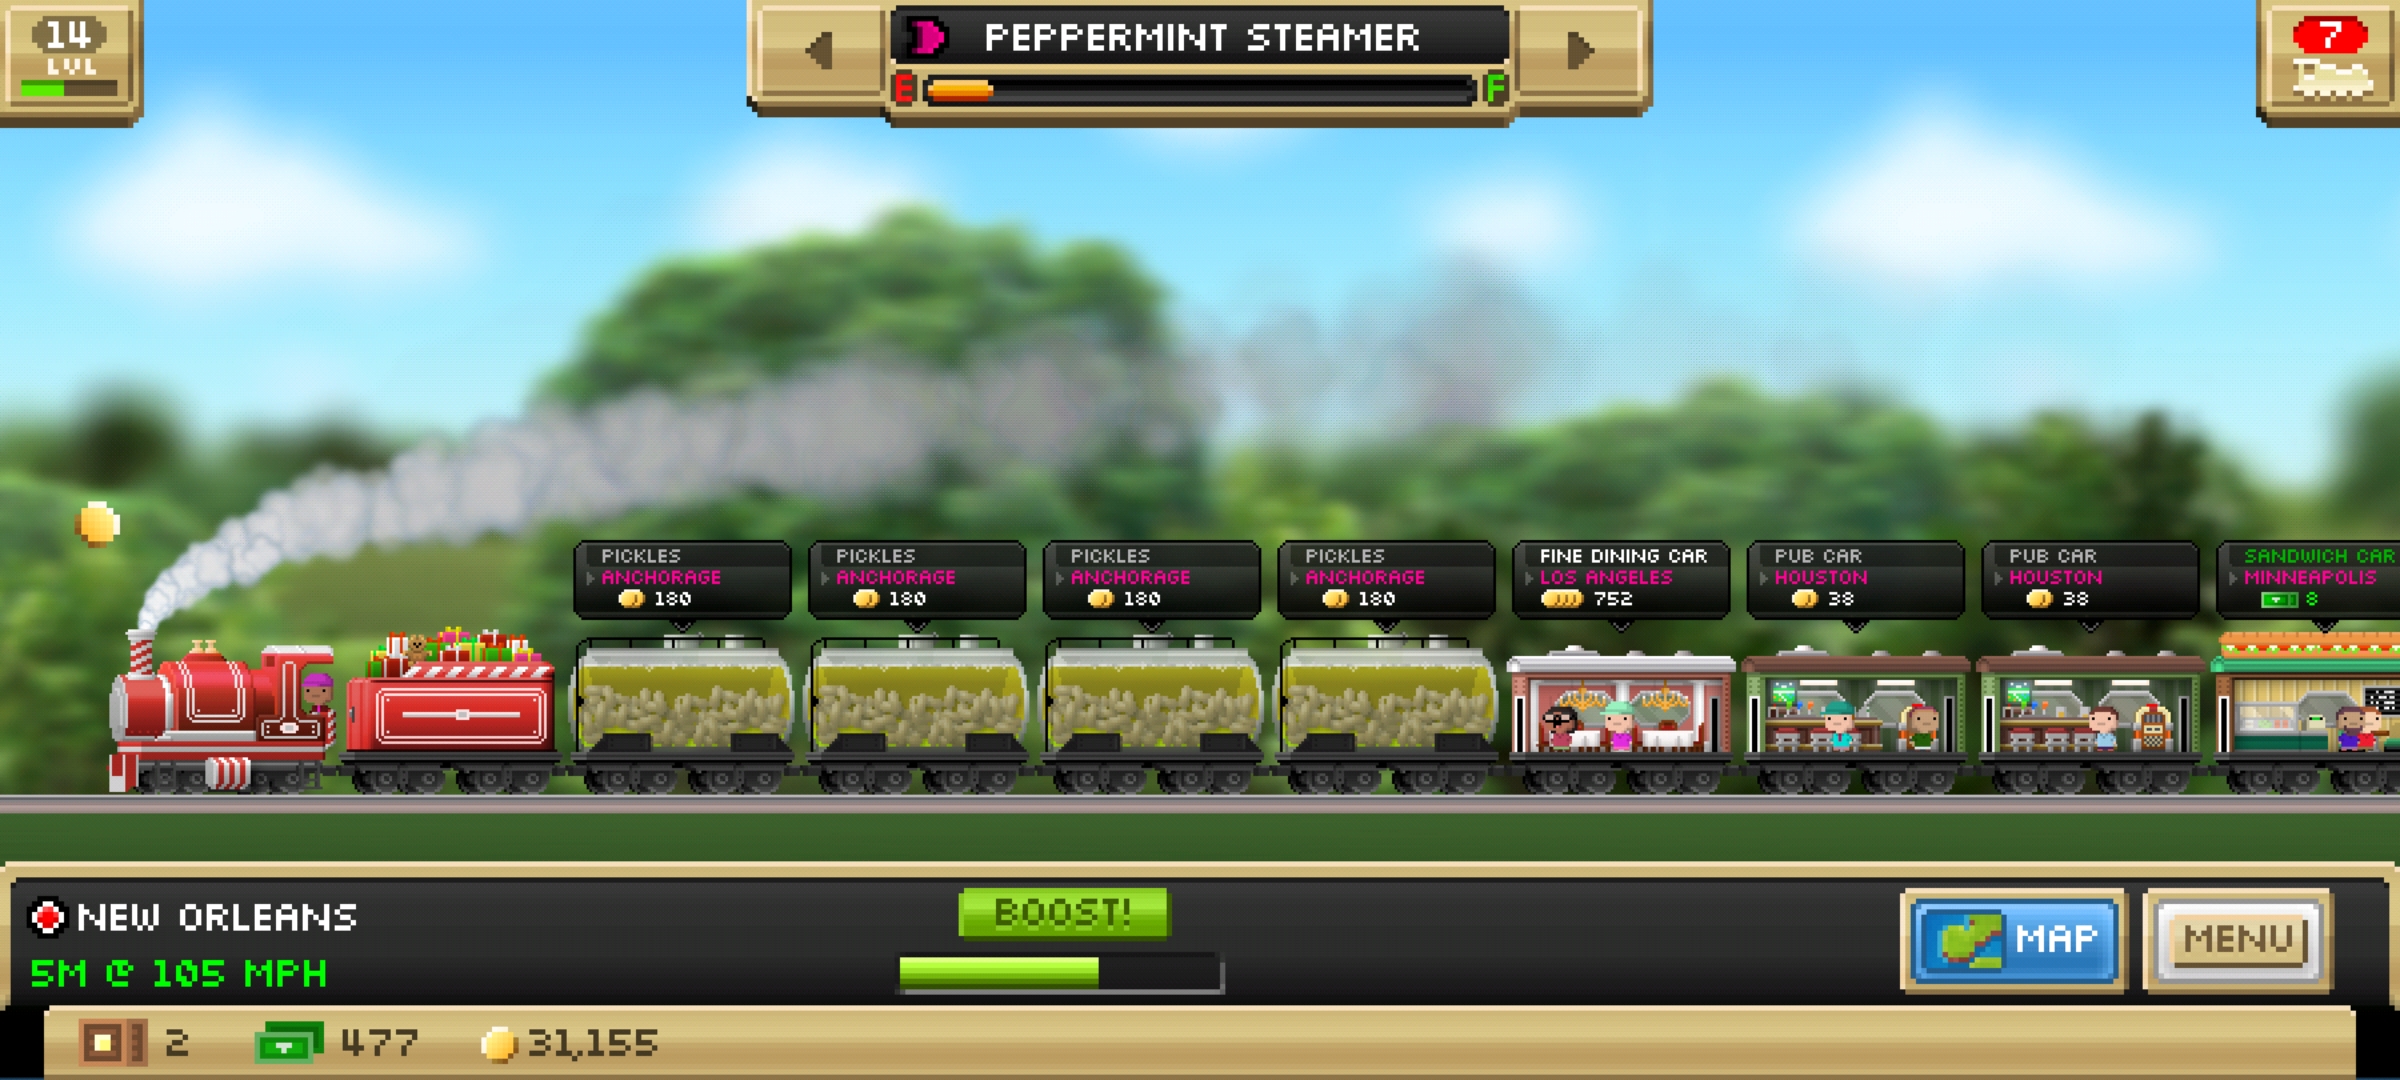 14
LVL
PEPPERMINT STEAMER
E
F
7
PICKLES
ANCHORAGE
180
PICKLES
ANCHORAGE
180
PICKLES
ANCHORAGE
180
PICKLES
ANCHORAGE
180
FINE DINING CAR
LOS ANGELES
752
PUB CAR
HOUSTON
38
PUB CAR
HOUSTON
38
SANDWICH CAR
MINNEAPOLIS
8
NEW ORLEANS
5M @ 105 MPH
BOOST!
MAP
MENU
2
477
31,155